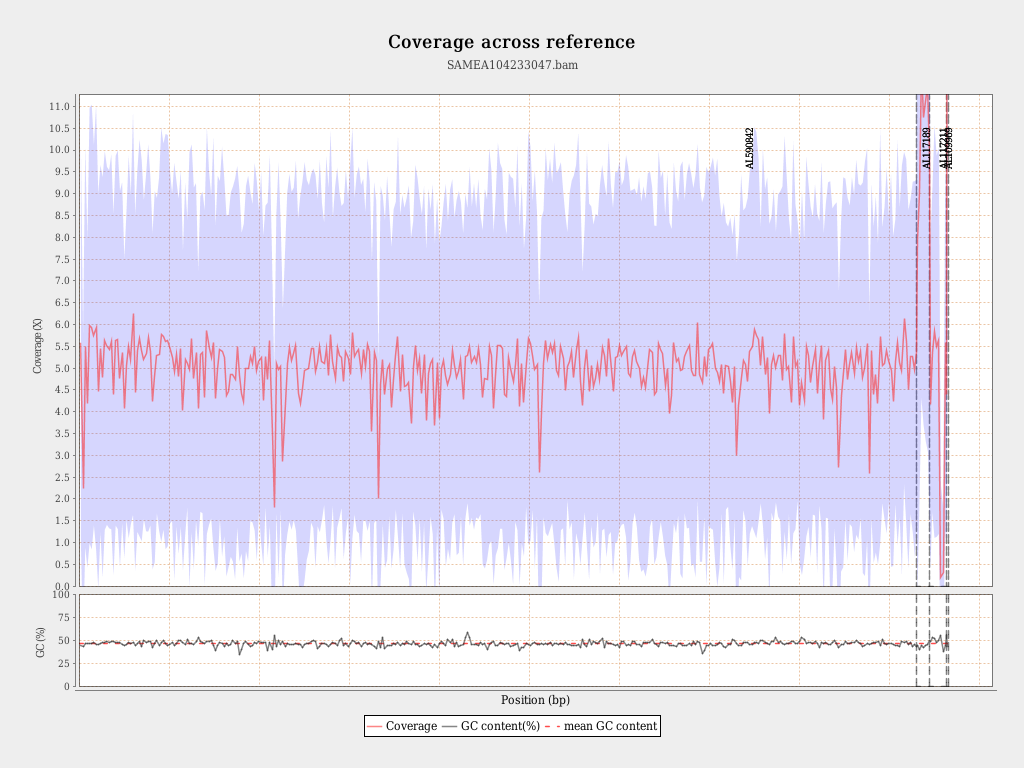 Coverage across reference
SAMEA104233047.bam
11.0
10.5
10.0
9.5
9.0
8.5
8.0
7.5
7.0
6.5
6.0
5.5
5.0
4.5
4.0
3.5
3.0
2.5
2.0
1.5
1.0
0.5
0.0
Coverage (X)
AL590842
AL117189
AL117211
AL109969
100
75
50
25
0
GC (%)
Position (bp)
Coverage GC content(%) mean GC content